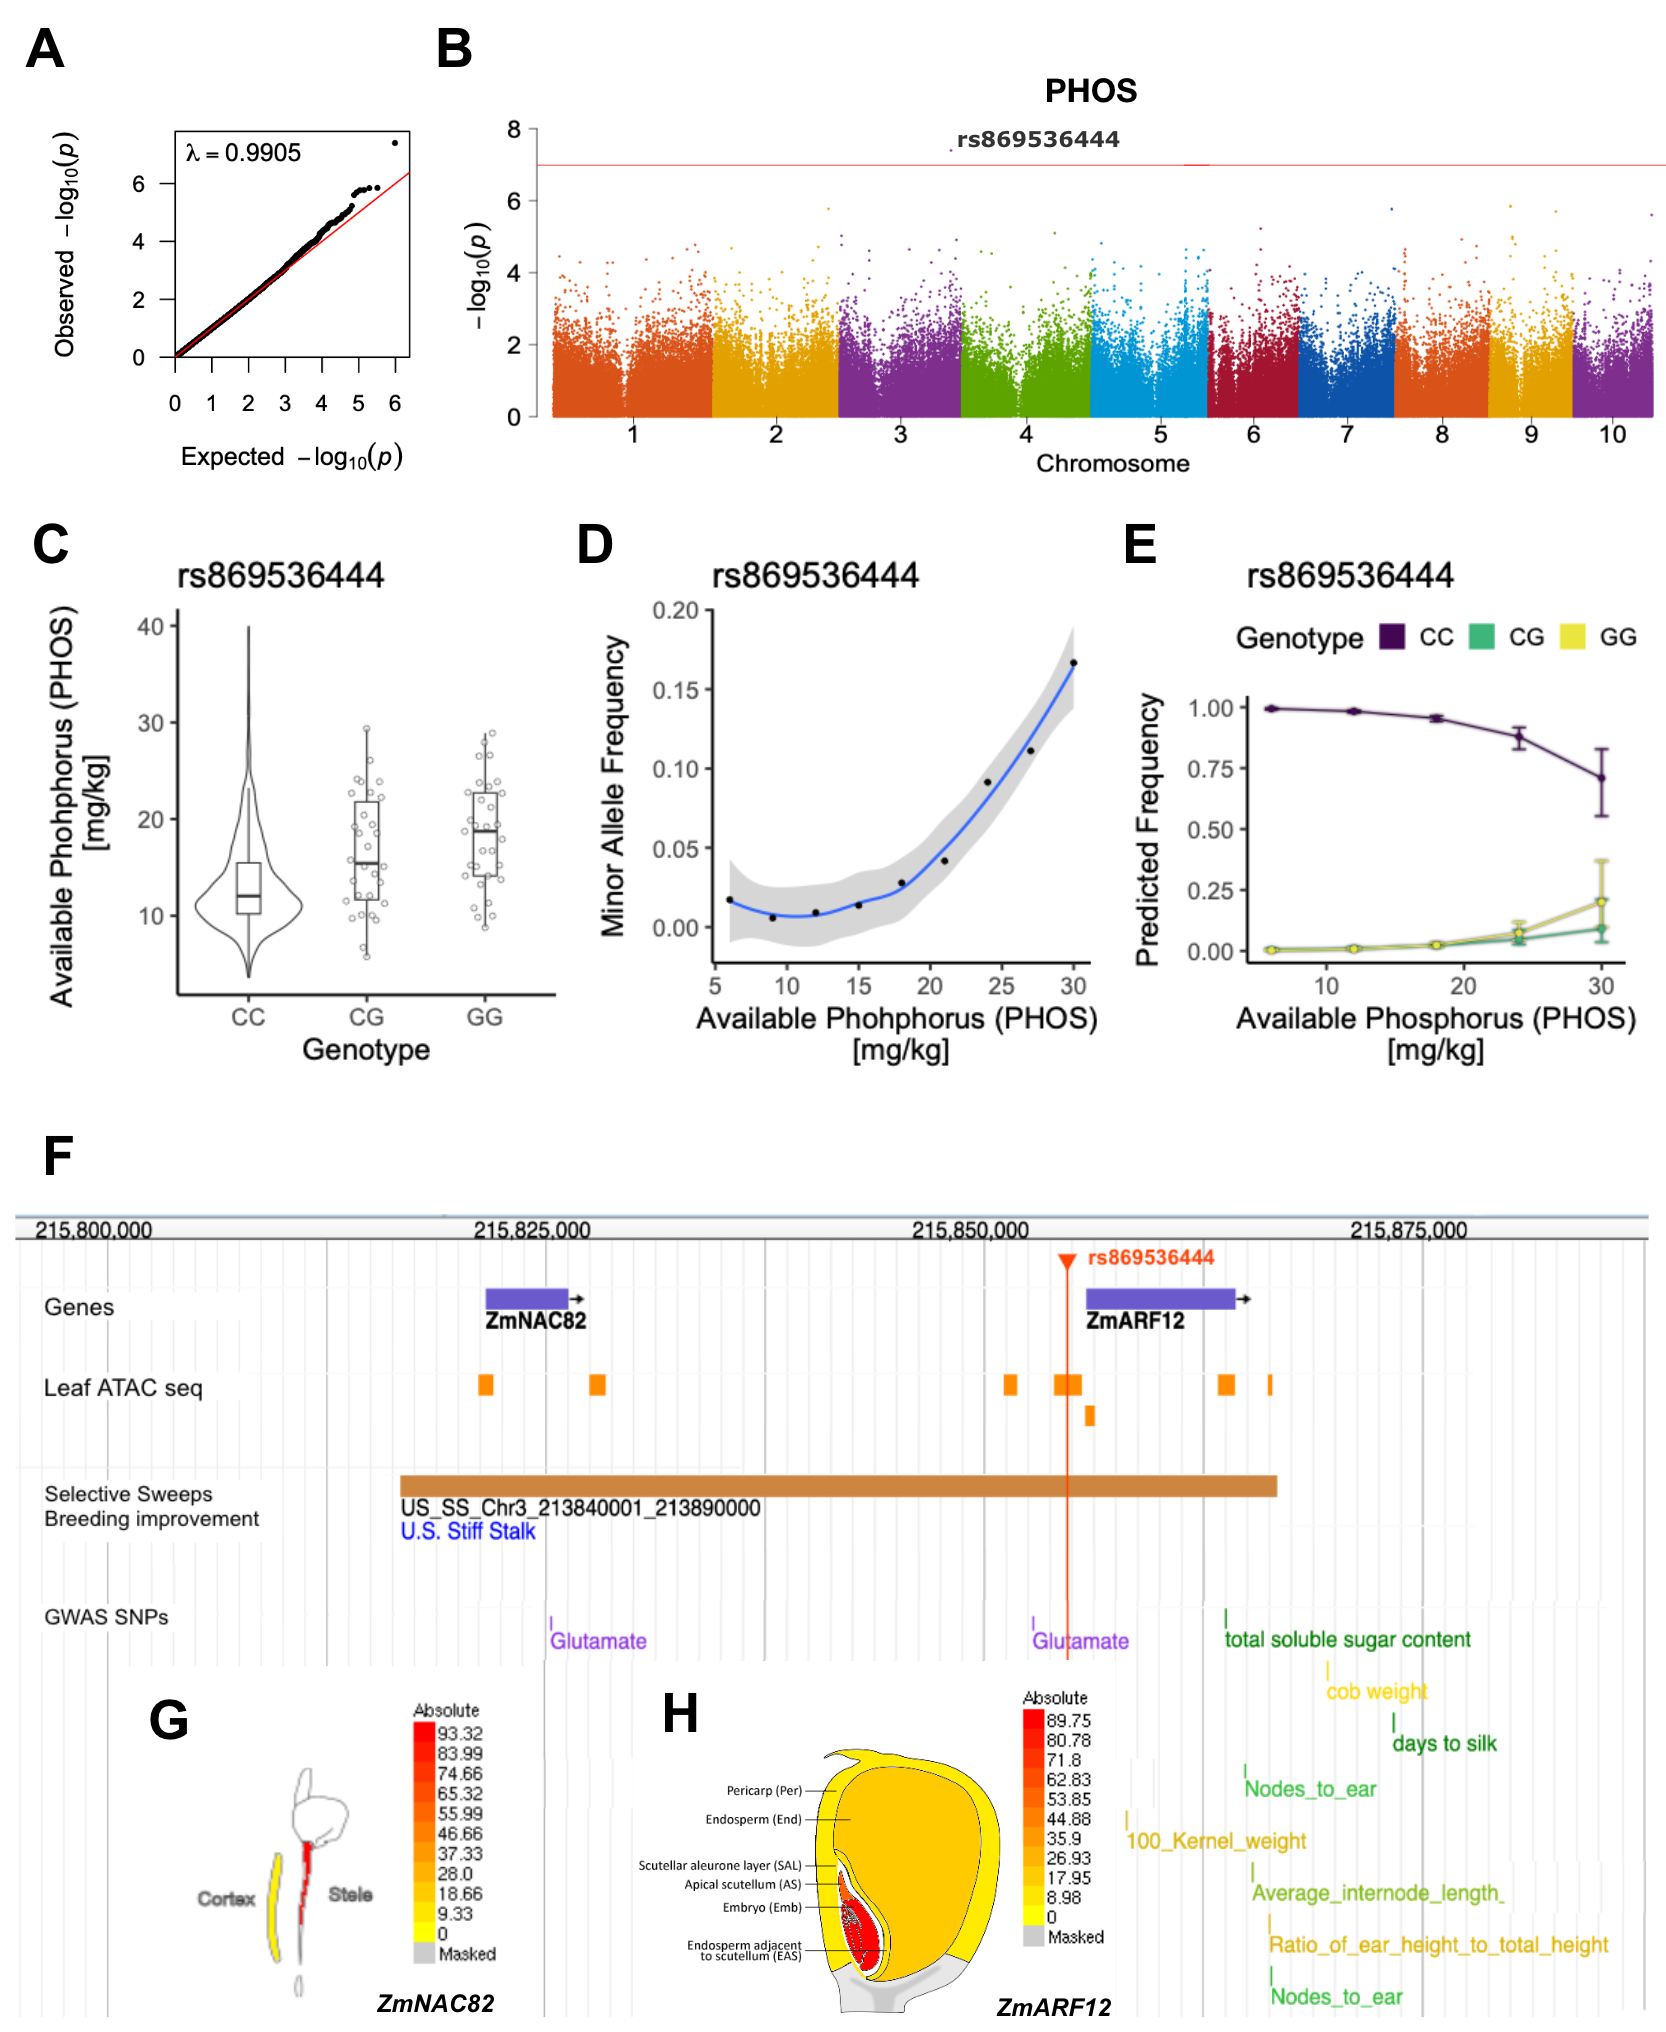 A
λ = 0.9905
Observed −log10(p)
6
4
2
0
0 1 2 3 4 5 6
Expected −log10(p)
B
PHOS
rs869536444
−log10(p)
8
6
4
2
0
1 2 3 4 5 6 7 8 9 10
Chromosome
C
rs869536444
Available Phohphorus (PHOS)
[mg/kg]
40
30
20
10
CC CG GG
Genotype
D
rs869536444
Minor Allele Frequency
0.20
0.15
0.10
0.05
0.00
5 10 15 20 25 30
Available Phohphorus (PHOS)
[mg/kg]
E
rs869536444
Genotype CC CG GG
Predicted Frequency
1.00
0.75
0.50
0.25
0.00
10 20 30
Available Phosphorus (PHOS)
[mg/kg]
F
215,800,000 215,825,000 215,850,000 215,875,000
rs869536444
Genes
ZmNAC82 ZmARF12
Leaf ATAC seq
Selective Sweeps
Breeding improvement
US_SS_Chr3_213840001_213890000
U.S. Stiff Stalk
GWAS SNPs
Glutamate Glutamate total soluble sugar content
cob weight
days to silk
Nodes_to_ear
100_Kernel_weight
Average_internode_length_
Ratio_of_ear_height_to_total_height
Nodes_to_ear
G
Absolute
93.32
83.99
74.66
65.32
55.99
46.66
37.33
28.0
18.66
9.33
0
Masked
Cortex Stele
ZmNAC82
H
Absolute
89.75
80.78
71.8
62.83
53.85
44.88
35.9
26.93
17.95
8.98
0
Masked
Pericarp (Per)
Endosperm (End)
Scutellar aleurone layer (SAL)
Apical scutellum (AS)
Embryo (Emb)
Endosperm adjacent
to scutellum (EAS)
ZmARF12